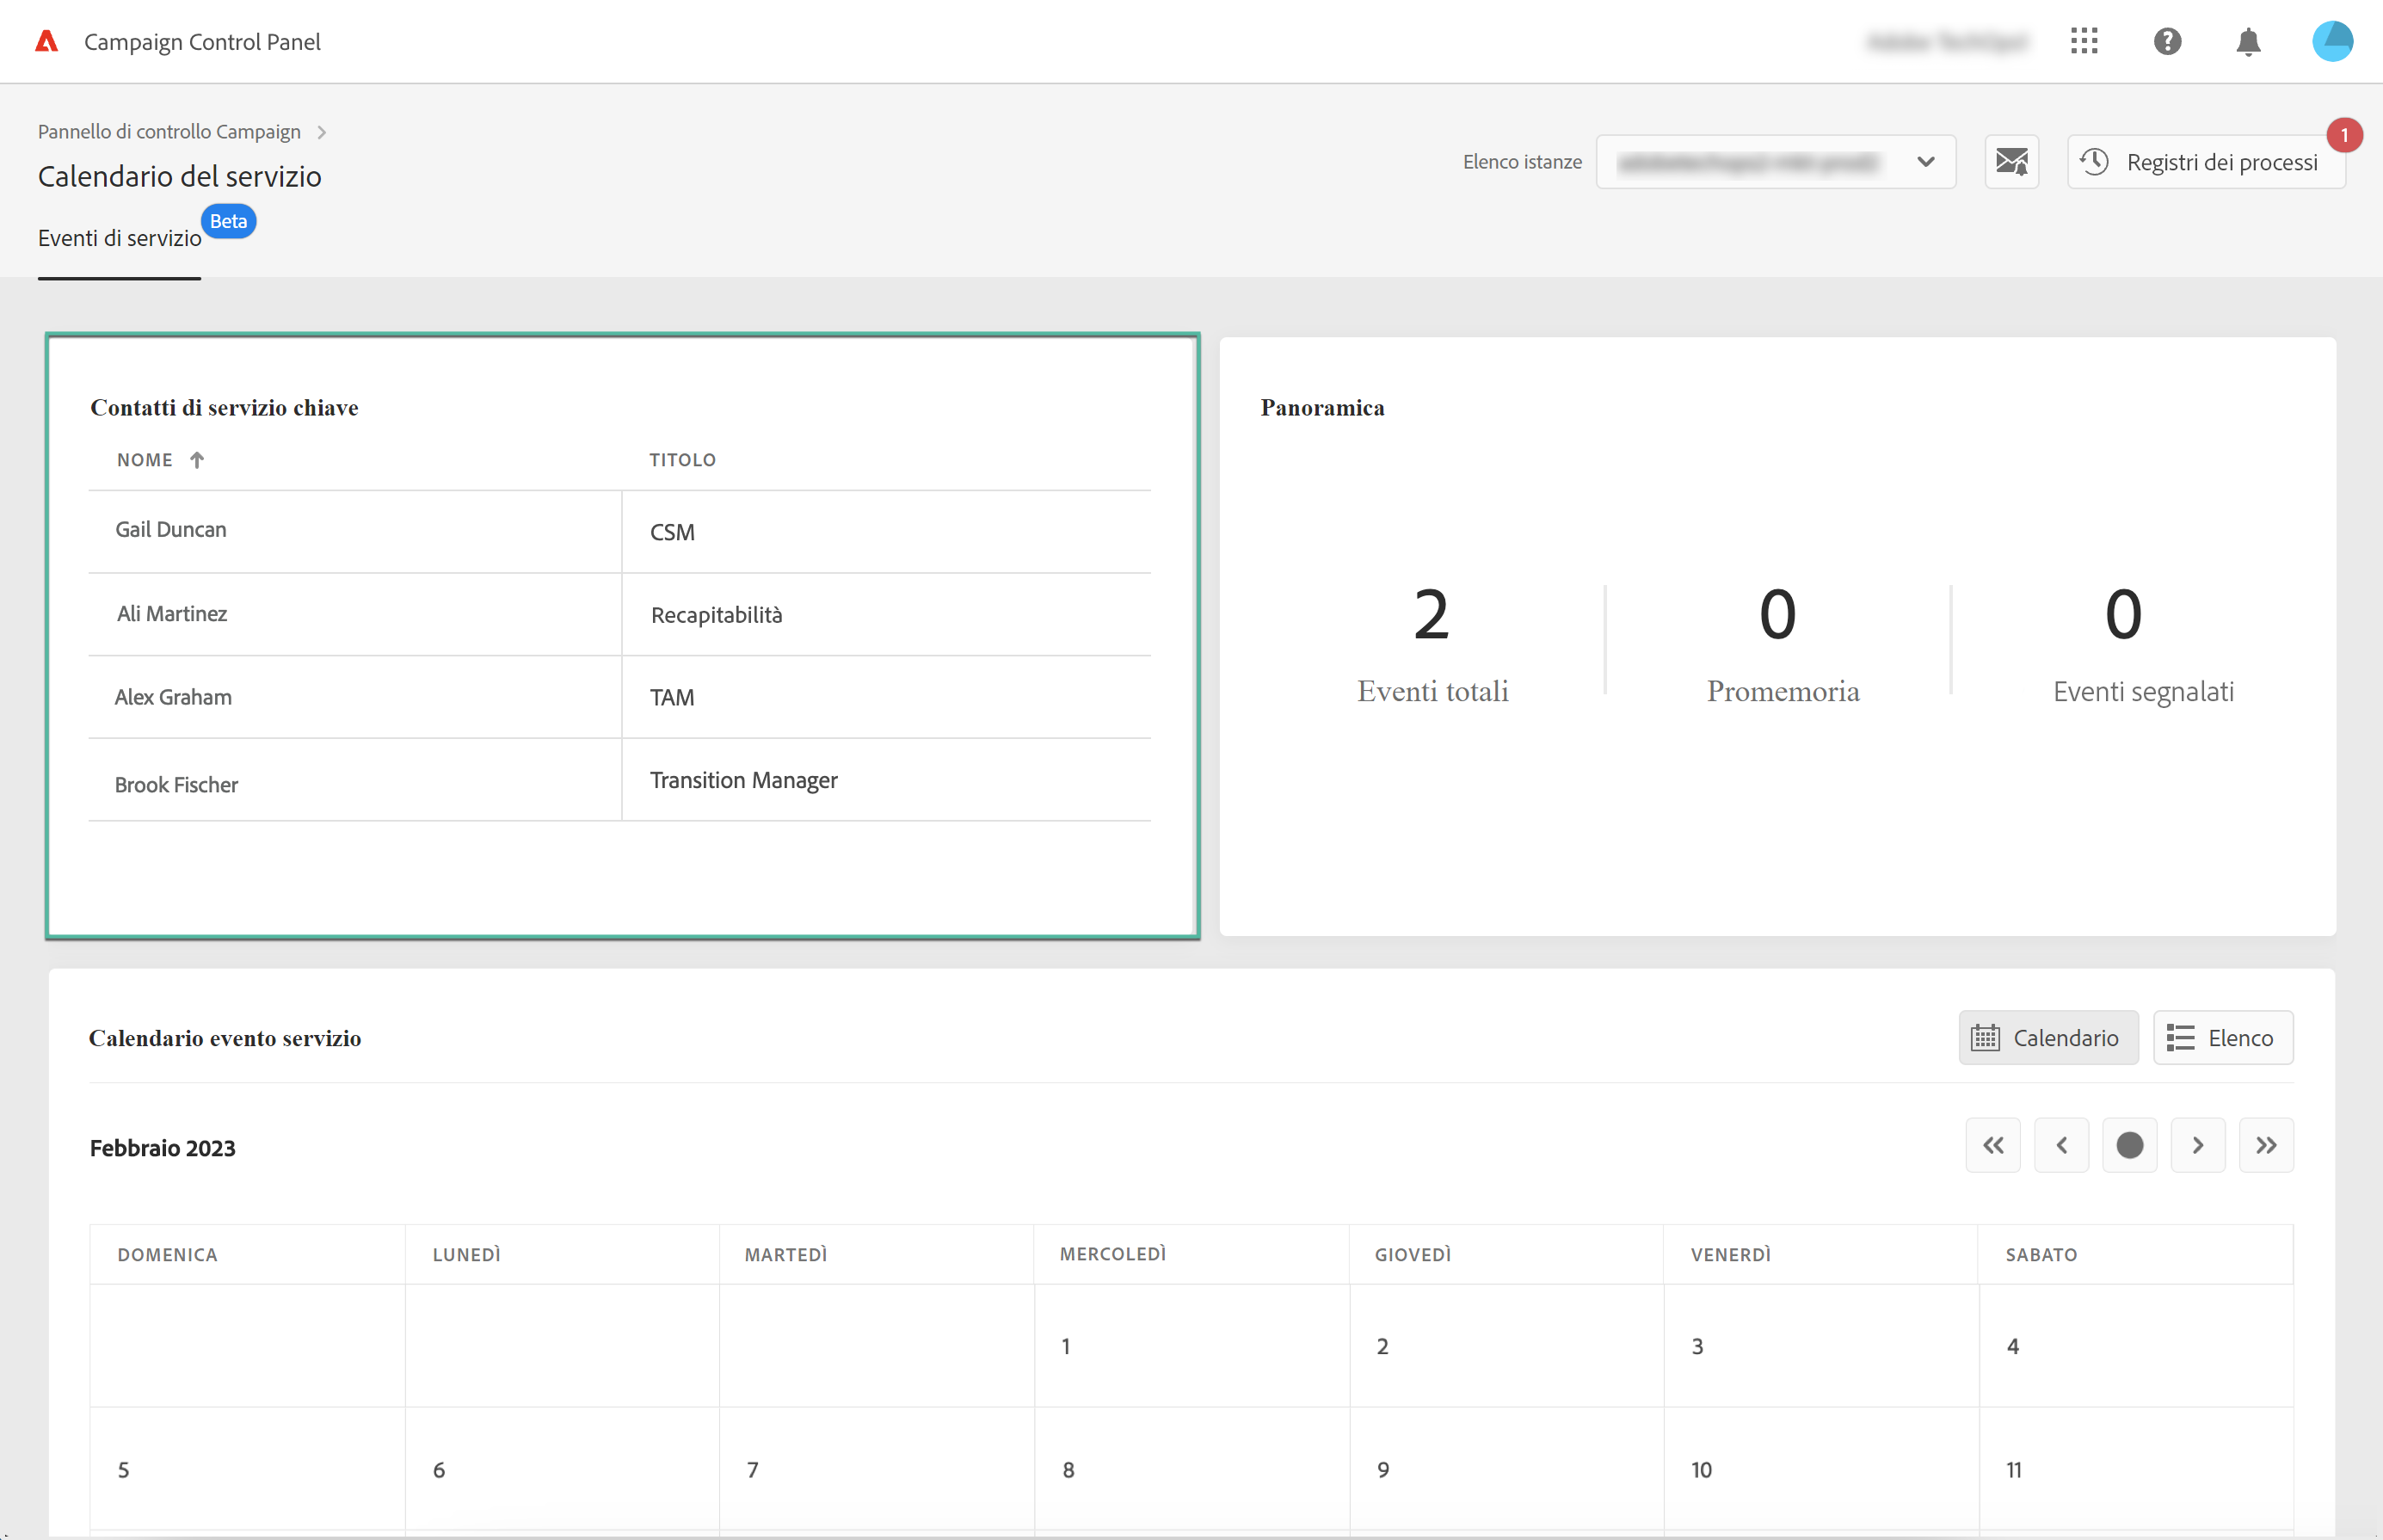 Campaign Control Panel
Pannello di controllo Campaign
Calendario del servizio
Elenco istanze
Registri dei processi
1
Eventi di servizio
Beta
Contatti di servizio chiave
NOME TITOLO
Gail Duncan CSM
Ali Martinez Recapitabilità
Alex Graham TAM
Brook Fischer Transition Manager
Panoramica
2 0 0
Eventi totali Promemoria Eventi segnalati
Calendario evento servizio
Calendario Elenco
Febbraio 2023
DOMENICA LUNEDÌ MARTEDÌ MERCOLEDÌ GIOVEDÌ VENERDÌ SABATO
1 2 3 4
5 6 7 8 9 10 11